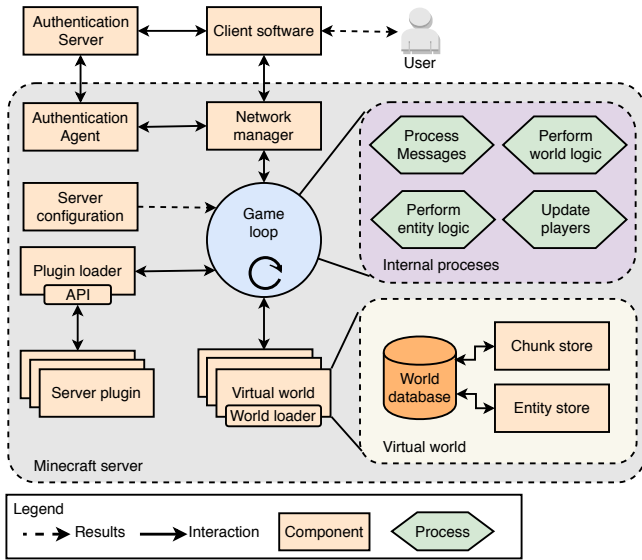 Authentication
Server
Client software
User
Authentication
Agent
Network
manager
Process
Messages
Perform
world logic
Server
configuration
Game
loop
Perform
entity logic
Update
players
Internal proceses
Plugin loader
API
Server plugin
Virtual world
World loader
World
database
Chunk store
Entity store
Virtual world
Minecraft server
Legend
Results
Interaction
Component
Process